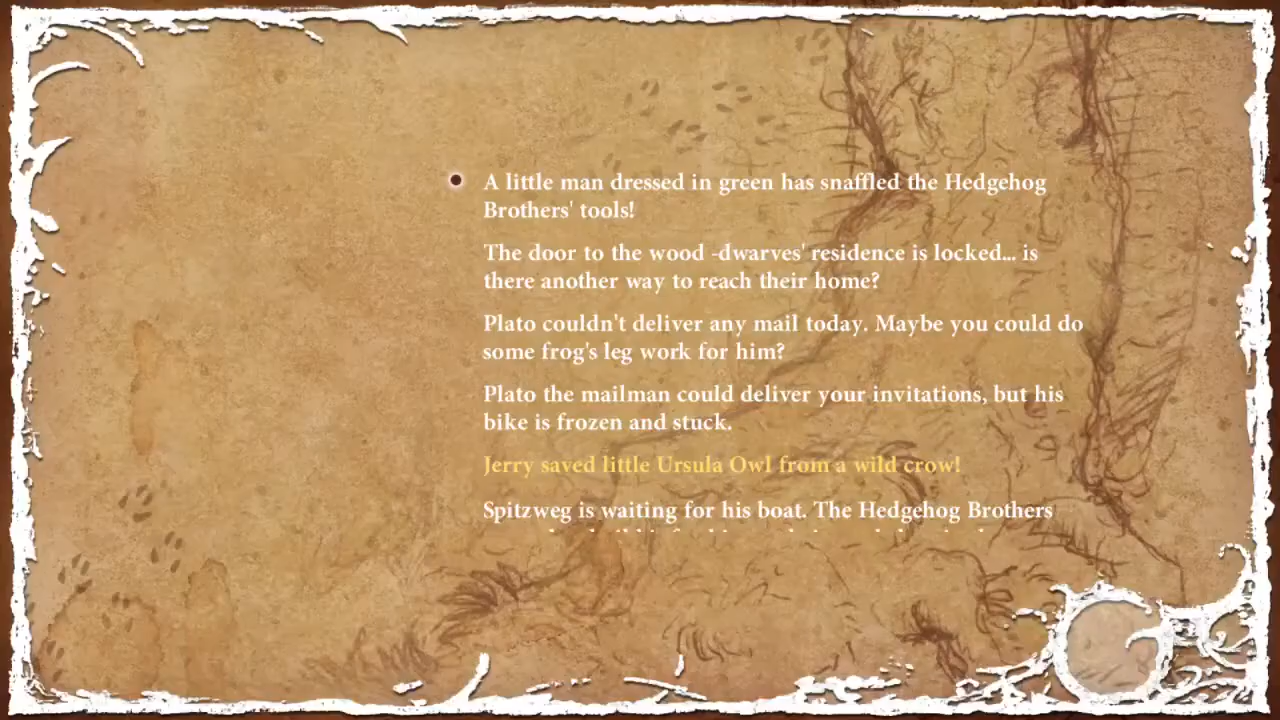 A little man dressed in green has snaffled the Hedgehog
Brothers' tools!
The door to the wood -dwarves' residence is locked... is
there another way to reach their home?
Plato couldn't deliver any mail today. Maybe you could do
some frog's leg work for him?
Plato the mailman could deliver your invitations, but his
bike is frozen and stuck.
Jerry saved little Ursula Owl from a wild crow!
Spitzweg is waiting for his boat. The Hedgehog Brothers